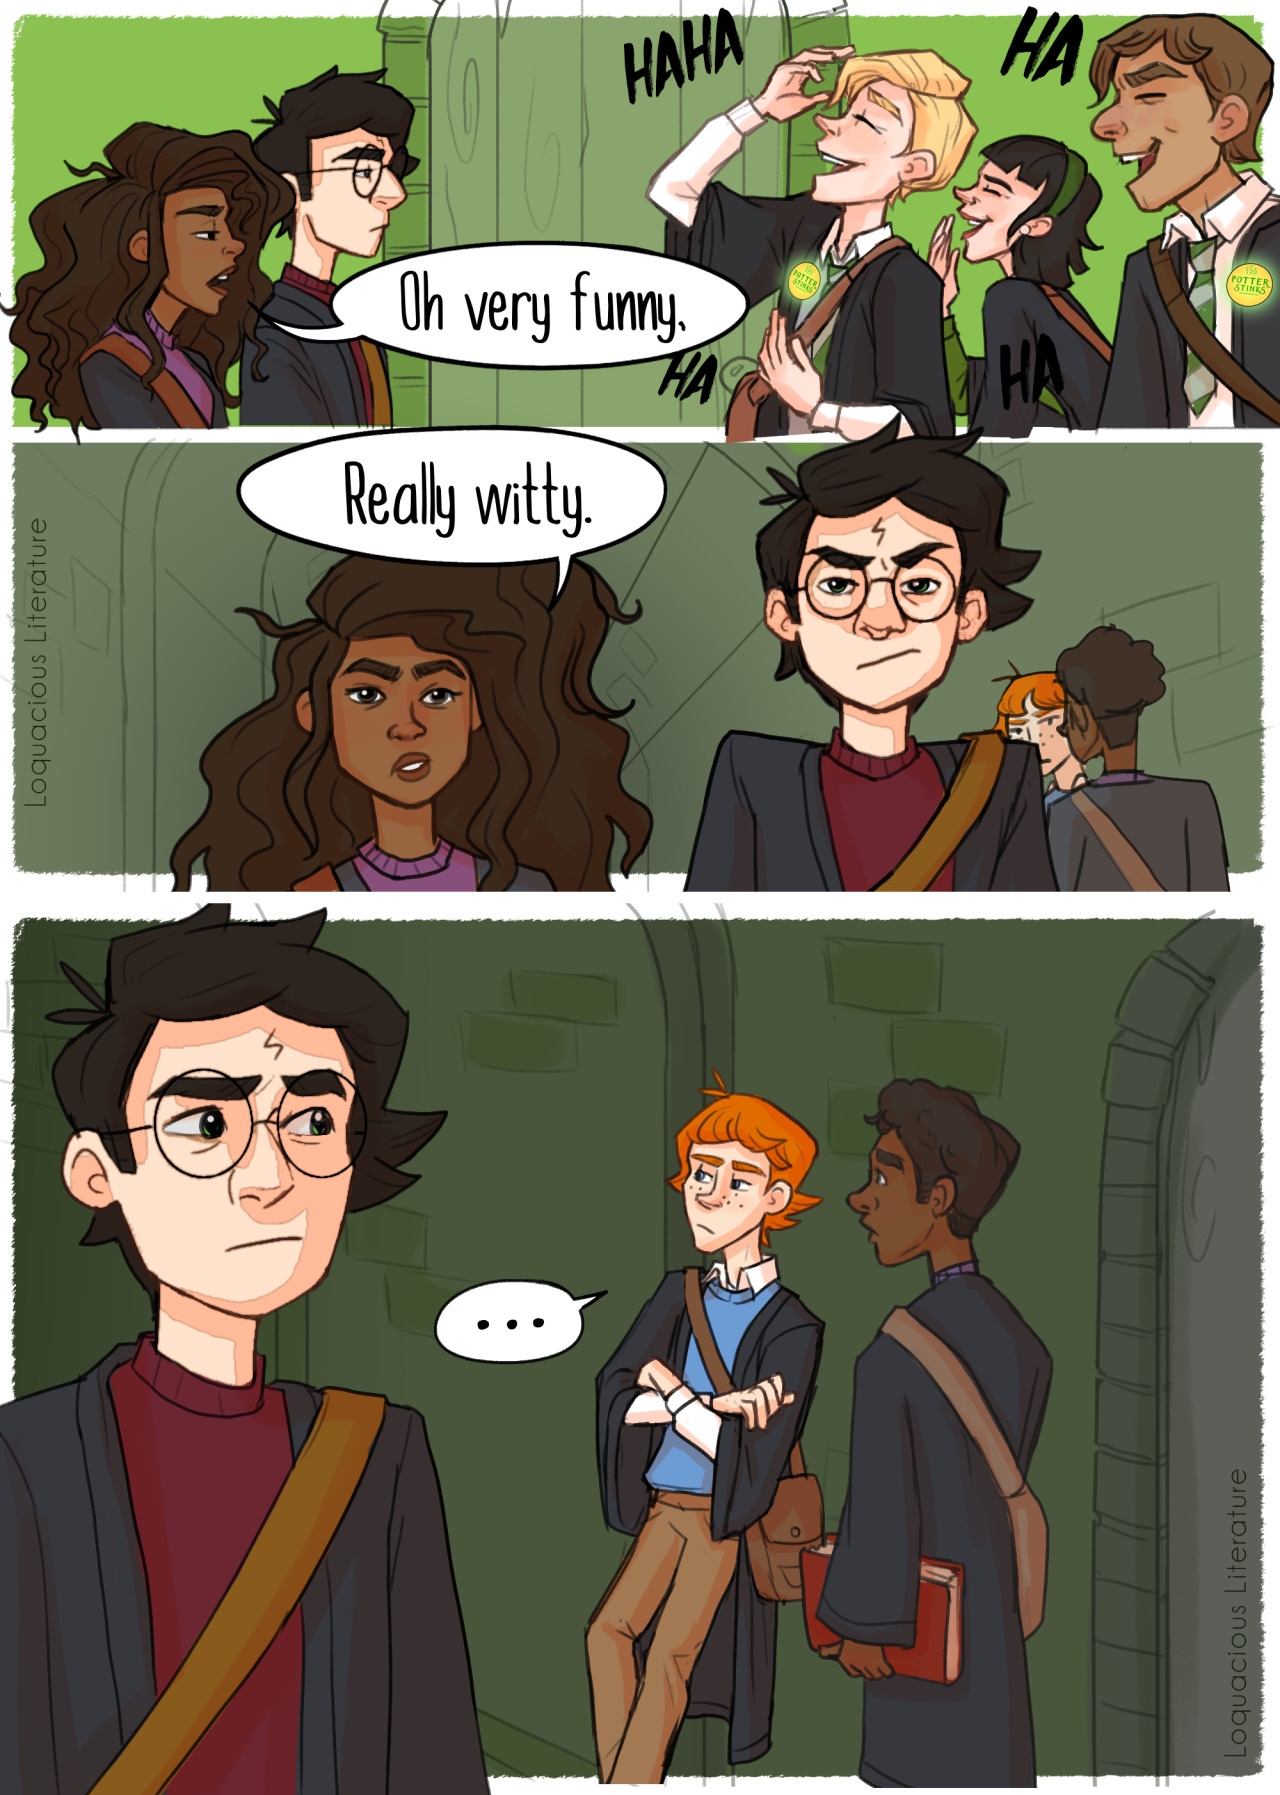 HAHA
HA
POTTER
STINKS
POTTER
STINKS
Oh very funny,
HA
HA
Really witty.
Loquacious Literature
...
Loquacious Literature